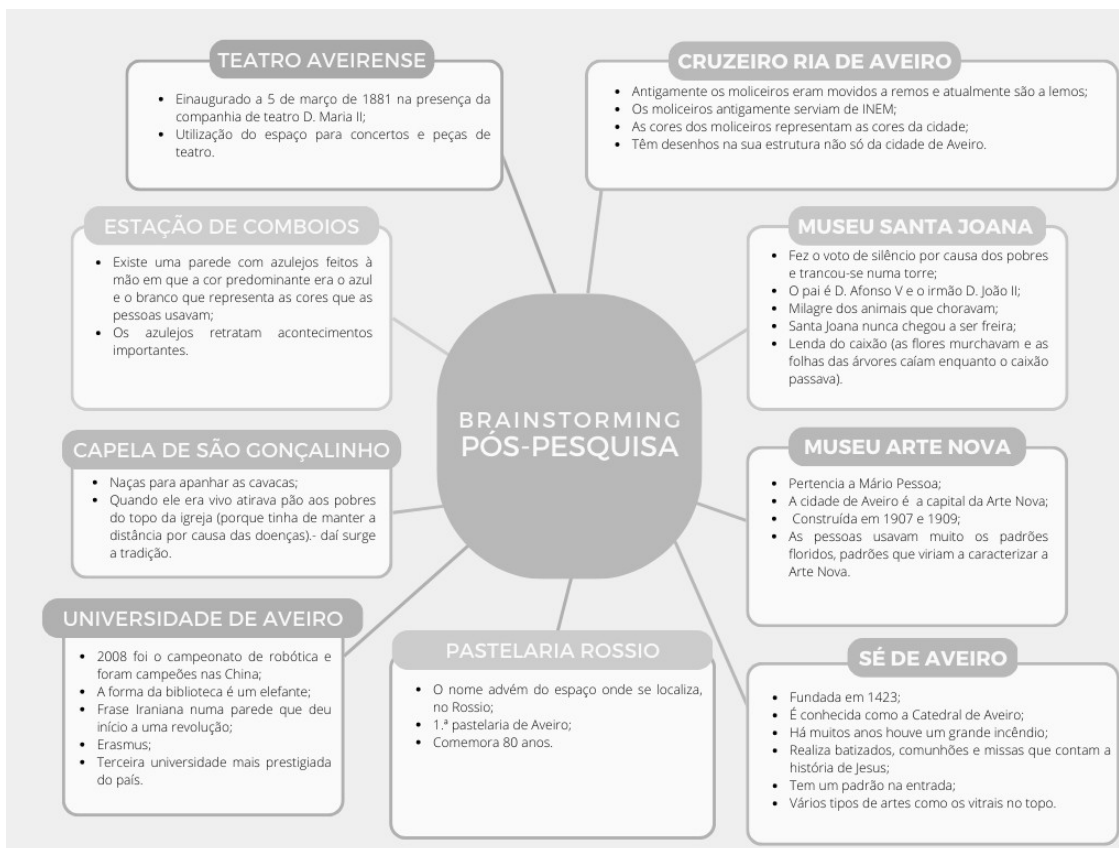 TEATRO AVEIRENSE
Einaugurado a 5 de março de 1881 na presença da
companhia de teatro D. Maria II;
Utilização do espaço para concertos e peças de
teatro.
CRUZEIRO RIA DE AVEIRO
Antigamente os moliceiros eram movidos a remos e atualmente são a lemos;
Os moliceiros antigamente serviam de INEM;
As cores dos moliceiros representam as cores da cidade;
Têm desenhos na sua estrutura não só da cidade de Aveiro.
ESTAÇÃO DE COMBOIOS
Existe uma parede com azulejos feitos à
mão em que a cor predominante era o azul
e o branco que representa as cores que as
pessoas usavam;
Os azulejos retratam acontecimentos
importantes.
MUSEU SANTA JOANA
Fez o voto de silêncio por causa dos pobres
e trancou-se numa torre;
O pai é D. Afonso V e o irmão D. João II;
Milagre dos animais que choravam;
Santa Joana nunca chegou a ser freira;
Lenda do caixão (as flores murchavam e as
folhas das árvores caíam enquanto o caixão
passava).
BRAINSTORMING
PÓS-PESQUISA
CAPELA DE SÃO GONÇALINHO
Naças para apanhar as cavacas;
Quando ele era vivo atirava pão aos pobres
do topo da igreja (porque tinha de manter a
distância por causa das doenças).- daí surge
a tradição.
MUSEU ARTE NOVA
Pertencia a Mário Pessoa;
A cidade de Aveiro é a capital da Arte Nova;
Construída em 1907 e 1909;
As pessoas usavam muito os padrões
floridos, padrões que viriam a caracterizar a
Arte Nova.
UNIVERSIDADE DE AVEIRO
2008 foi o campeonato de robótica e
foram campeões nas China;
A forma da biblioteca é um elefante;
Frase Iraniana numa parede que deu
início a uma revolução;
Erasmus;
Terceira universidade mais prestigiada
do país.
PASTELARIA ROSSIO
O nome advém do espaço onde se localiza,
no Rossio;
1.ª pastelaria de Aveiro;
Comemora 80 anos.
SÉ DE AVEIRO
Fundada em 1423;
É conhecida como a Catedral de Aveiro;
Há muitos anos houve um grande incêndio;
Realiza batizados, comunhões e missas que contam a
história de Jesus;
Tem um padrão na entrada;
Vários tipos de artes como os vitrais no topo.